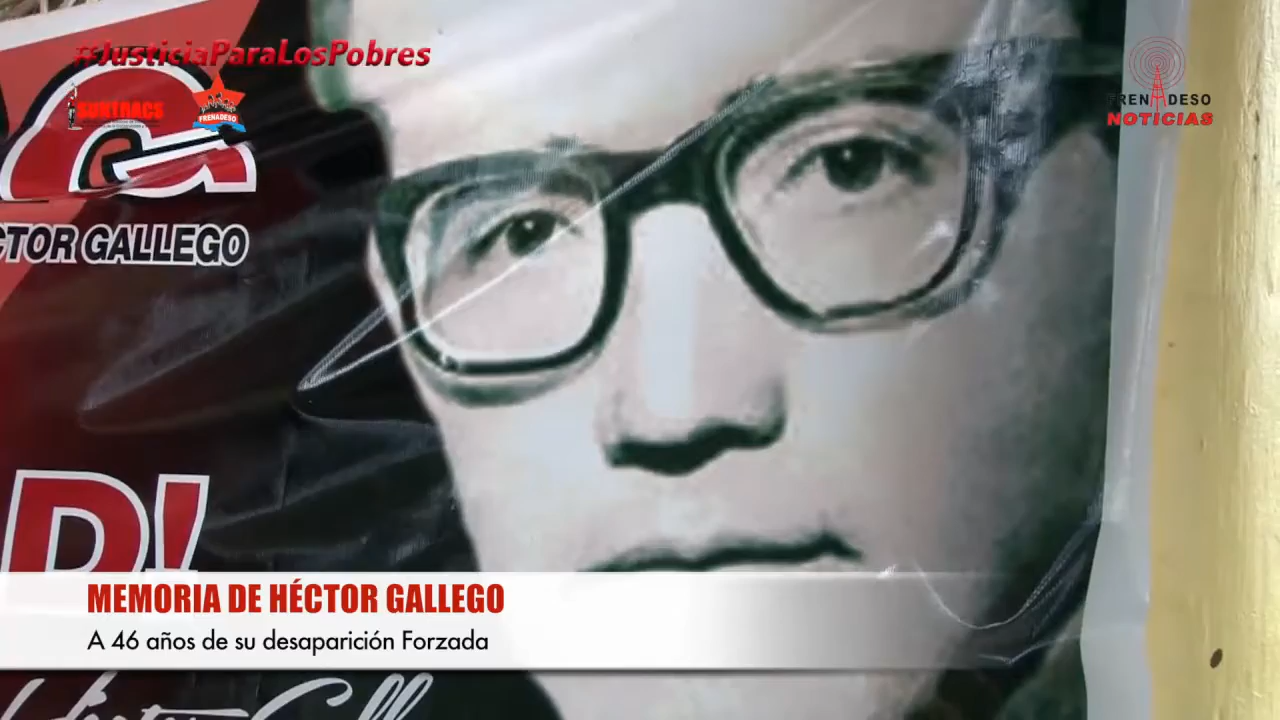 #JusticiaParaLosPobres
SUNTRACS
FRENADESO
FRENADESO
NOTICIAS
G
CTOR GALLEGO
D!
MEMORIA DE HÉCTOR GALLEGO
A 46 años de su desaparición Forzada